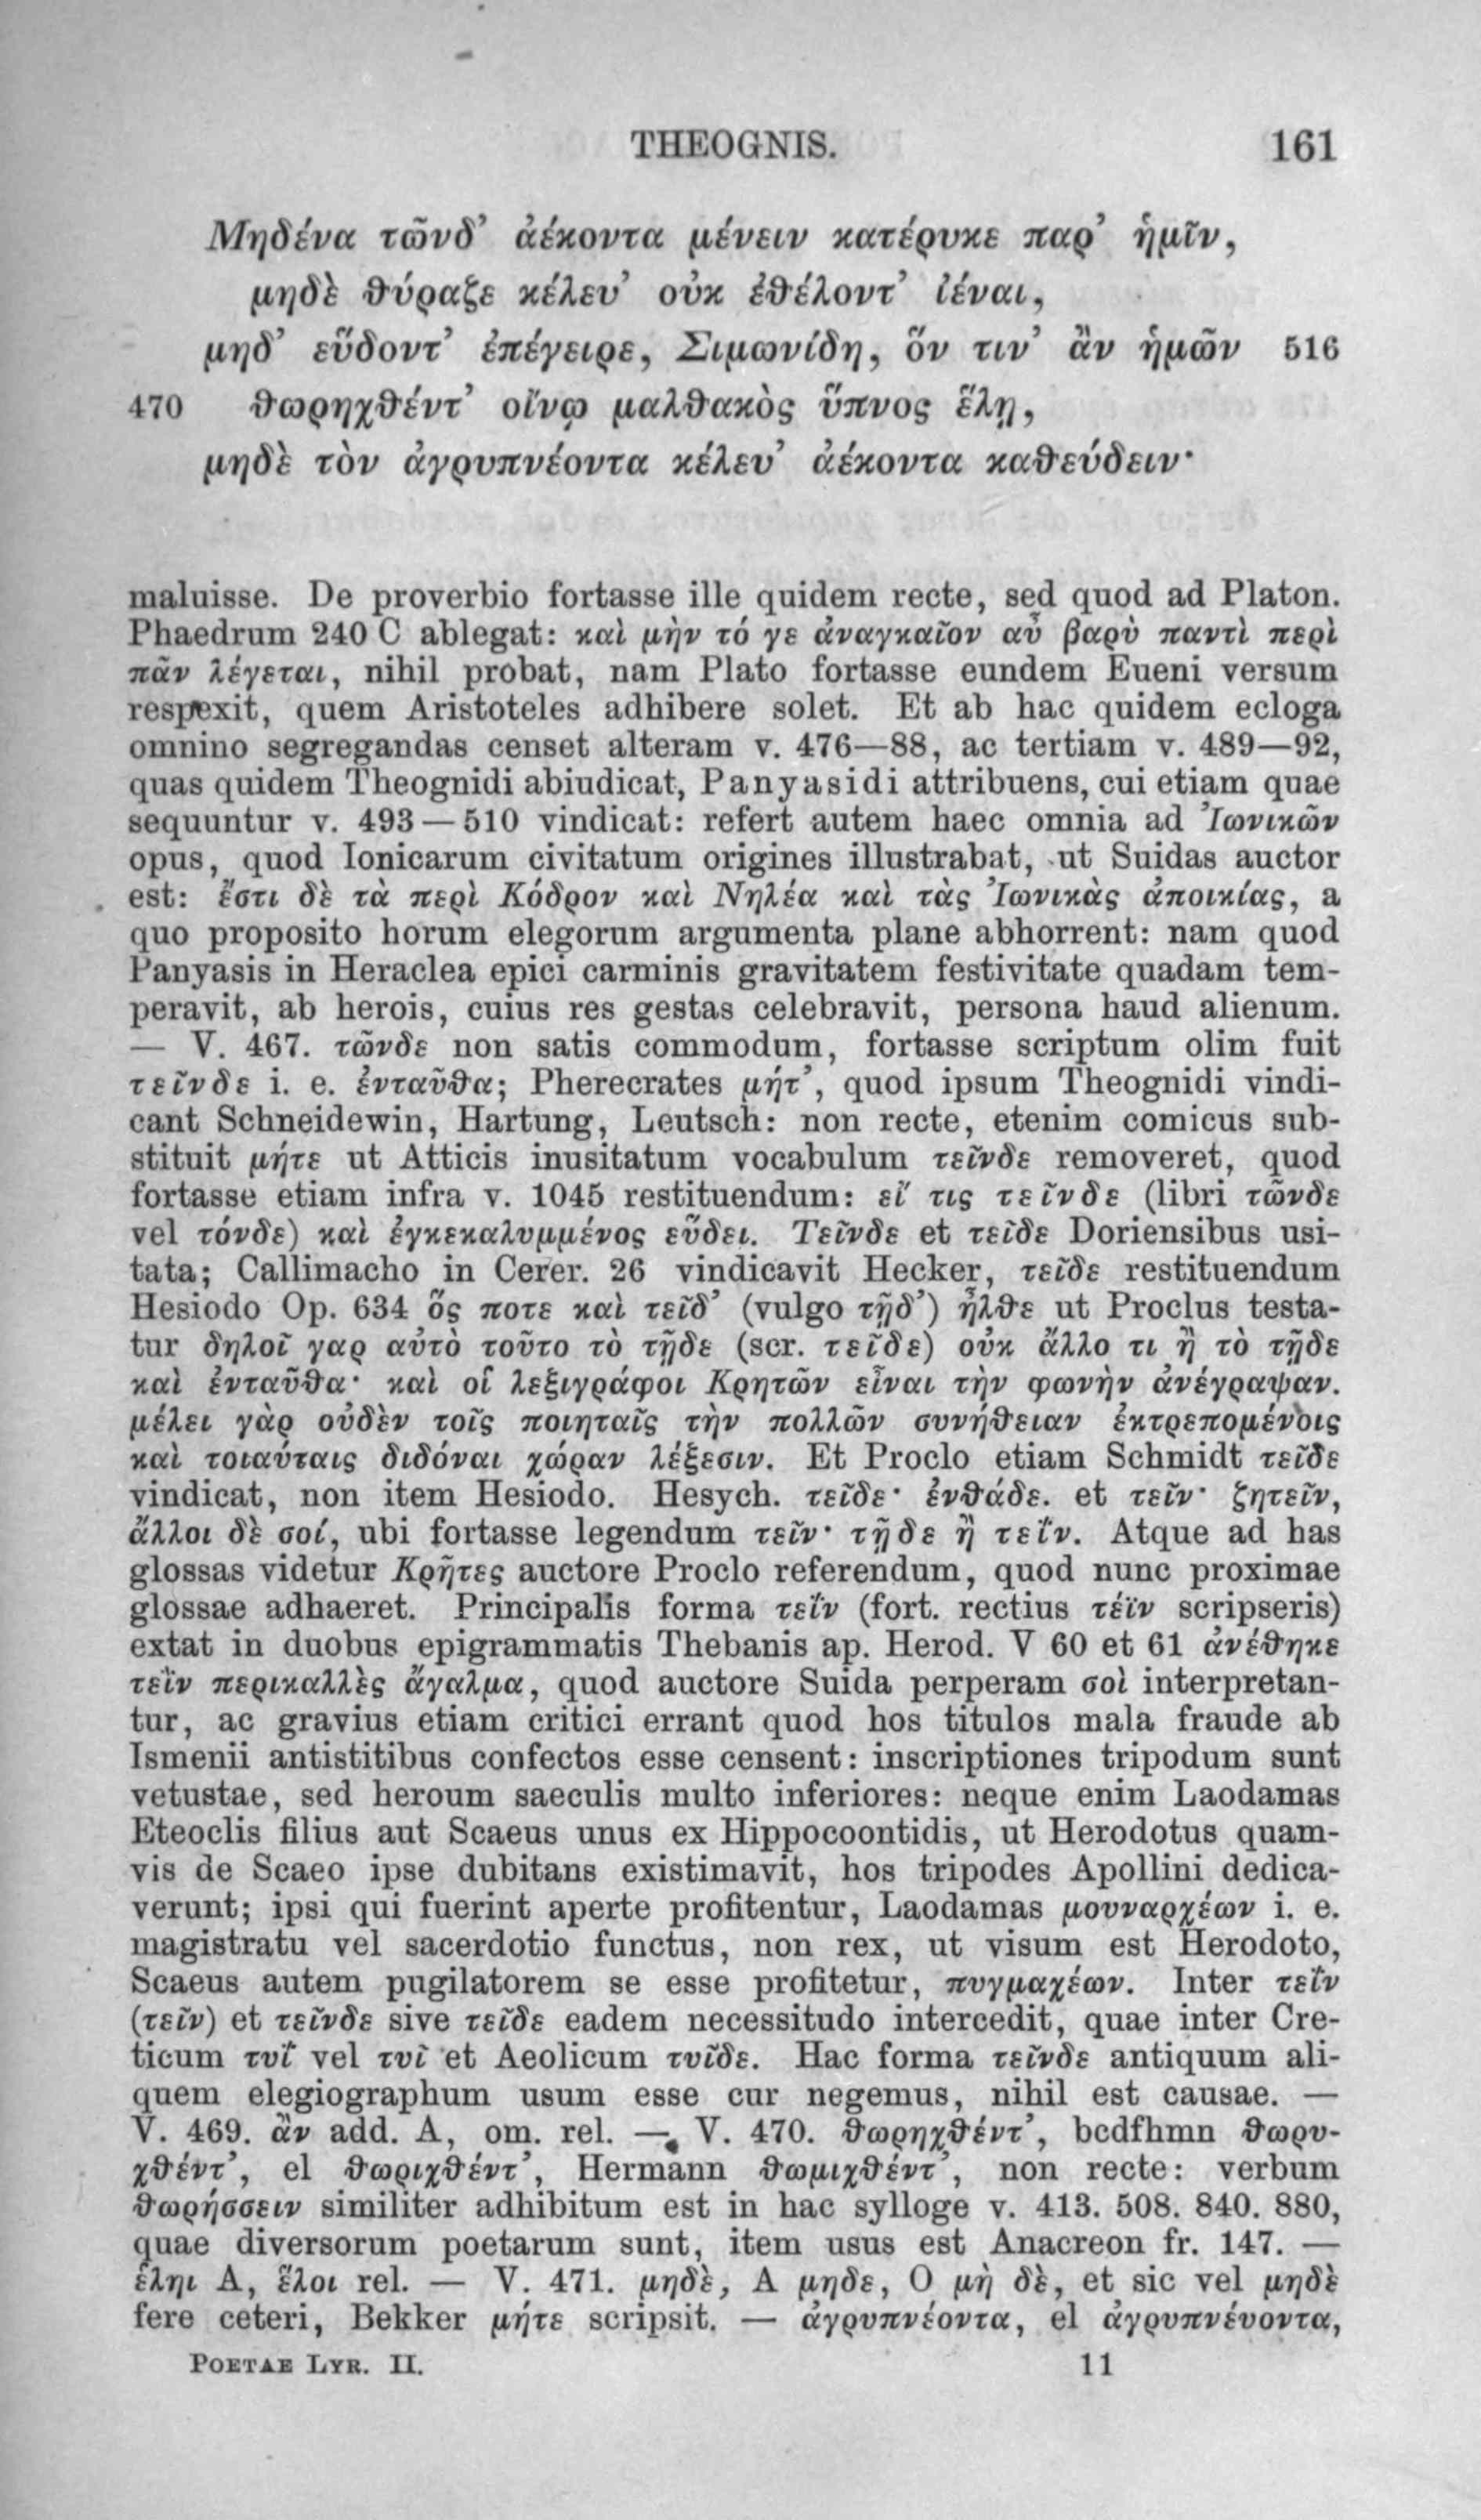 THEOGNIS. 161
Μηδένα τῶνδ’ ἀέκοντα μένειν κατέρυκε παρ’ ἡμῖν,
μηδὲ θύραζε κέλευ’ οὐκ ἐθέλοντ’ ἰέναι,
μηδ’ εὕδοντ’ ἐπέγειρε, Σιμωνίδη, ὅν τιν’ ἂν ἡμῶν 516
470 θωρηχθέντ’ οἴνῳ μαλθακὸς ὕπνος ἕλῃ,
μηδὲ τὸν ἀγρυπνέοντα κέλευ’ ἀέκοντα καθεύδειν·
maluisse. De proverbio fortasse ille quidem recte, sed quod ad Platon.
Phaedrum 240 C ablegat: καὶ μὴν τό γε ἀναγκαῖον αὖ βαρὺ παντὶ περὶ
πᾶν λέγεται, nihil probat, nam Plato fortasse eundem Eueni versum
respexit, quem Aristoteles adhibere solet. Et ab hac quidem ecloga
omnino segregandas censet alteram v. 476—88, ac tertiam v. 489—92,
quas quidem Theognidi abiudicat, Panyasidi attribuens, cui etiam quae
sequuntur v. 493—510 vindicat: refert autem haec omnia ad Ἰωνικῶν
opus, quod Ionicarum civitatum origines illustrabat, ut Suidas auctor
est: ἔστι δὲ τὰ περὶ Κόδρον καὶ Νηλέα καὶ τὰς Ἰωνικὰς ἀποικίας, a
quo proposito horum elegorum argumenta plane abhorrent: nam quod
Panyasis in Heraclea epici carminis gravitatem festivitate quadam tem-
peravit, ab herois, cuius res gestas celebravit, persona haud alienum.
— V. 467. τῶνδε non satis commodum, fortasse scriptum olim fuit
τεῖνδε i. e. ἐνταῦθα; Pherecrates μήτ’, quod ipsum Theognidi vindi-
cant Schneidewin, Hartung, Leutsch: non recte, etenim comicus sub-
stituit μήτε ut Atticis inusitatum vocabulum τεῖνδε removeret, quod
fortasse etiam infra v. 1045 restituendum: εἴ τις τεῖνδε (libri τῶνδε
vel τόνδε) καὶ ἐγκεκαλυμμένος εὕδει. Τεῖνδε et τεῖδε Doriensibus usi-
tata; Callimacho in Cerer. 26 vindicavit Hecker, τεῖδε restituendum
Hesiodo Op. 634 ὅς ποτε καὶ τεῖδ’ (vulgo τῇδ’) ἦλθε ut Proclus testa-
tur δηλοῖ γαρ αὐτὸ τοῦτο τὸ τῇδε (scr. τεῖδε) οὐκ ἄλλο τι ἢ τὸ τῇδε
καὶ ἐνταῦθα· καὶ οἱ λεξιγράφοι Κρητῶν εἶναι τὴν φωνὴν ἀνέγραψαν.
μέλει γὰρ οὐδὲν τοῖς ποιηταῖς τὴν πολλῶν συνήθειαν ἐκτρεπομένοις
καὶ τοιαύταις διδόναι χώραν λέξεσιν. Et Proclo etiam Schmidt τεῖδε
vindicat, non item Hesiodo. Hesych. τεῖδε· ἐνθάδε. et τεῖν· ζητεῖν,
ἄλλοι δὲ σοί, ubi fortasse legendum τεῖν· τῇδε ἢ τεΐν. Atque ad has
glossas videtur Κρῆτες auctore Proclo referendum, quod nunc proximae
glossae adhaeret. Principalis forma τεΐν (fort. rectius τέϊν scripseris)
extat in duobus epigrammatis Thebanis ap. Herod. V 60 et 61 ἀνέθηκε
τεῒν περικαλλὲς ἄγαλμα, quod auctore Suida perperam σοὶ interpretan-
tur, ac gravius etiam critici errant quod hos titulos mala fraude ab
Ismenii antistitibus confectos esse censent: inscriptiones tripodum sunt
vetustae, sed heroum saeculis multo inferiores: neque enim Laodamas
Eteoclis filius aut Scaeus unus ex Hippocoontidis, ut Herodotus quam-
vis de Scaeo ipse dubitans existimavit, hos tripodes Apollini dedica-
verunt; ipsi qui fuerint aperte profitentur, Laodamas μουναρχέων i. e.
magistratu vel sacerdotio functus, non rex, ut visum est Herodoto,
Scaeus autem pugilatorem se esse profitetur, πυγμαχέων. Inter τεΐν
(τεῖν) et τεῖνδε sive τεῖδε eadem necessitudo intercedit, quae inter Cre-
ticum τυΐ vel τυῖ et Aeolicum τυῖδε. Hac forma τεῖνδε antiquum ali-
quem elegiographum usum esse cur negemus, nihil est causae. —
V. 469. ἂν add. A, om. rel. — V. 470. θωρηχθέντ’, bcdfhmn θωρυ-
χθέντ’, el θωριχθέντ’, Hermann θωμιχθέντ’, non recte: verbum
θωρήσσειν similiter adhibitum est in hac sylloge v. 413. 508. 840. 880,
quae diversorum poetarum sunt, item usus est Anacreon fr. 147. —
ἕληι A, ἕλοι rel. — V. 471. μηδὲ, A μηδε, O μὴ δὲ, et sic vel μηδὲ
fere ceteri, Bekker μήτε scripsit. — ἀγρυπνέοντα, el ἀγρυπνεύοντα,
POETAE LYR. II. 11